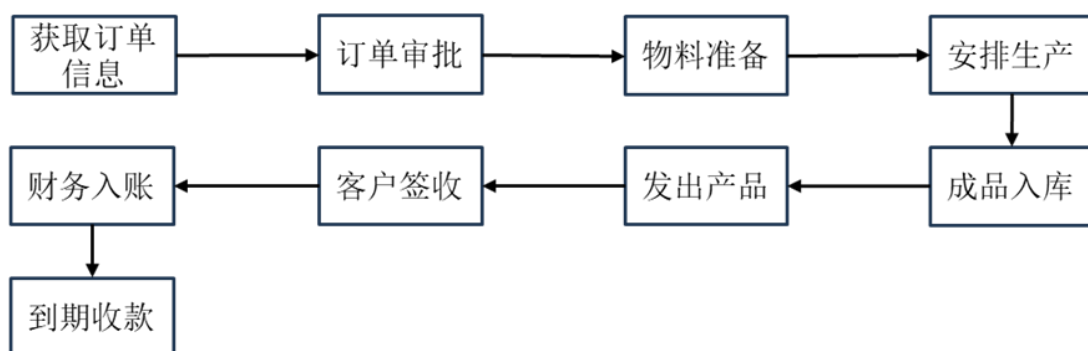 获取订单
信息
订单审批
物料准备
安排生产
成品入库
发出产品
客户签收
财务入账
到期收款